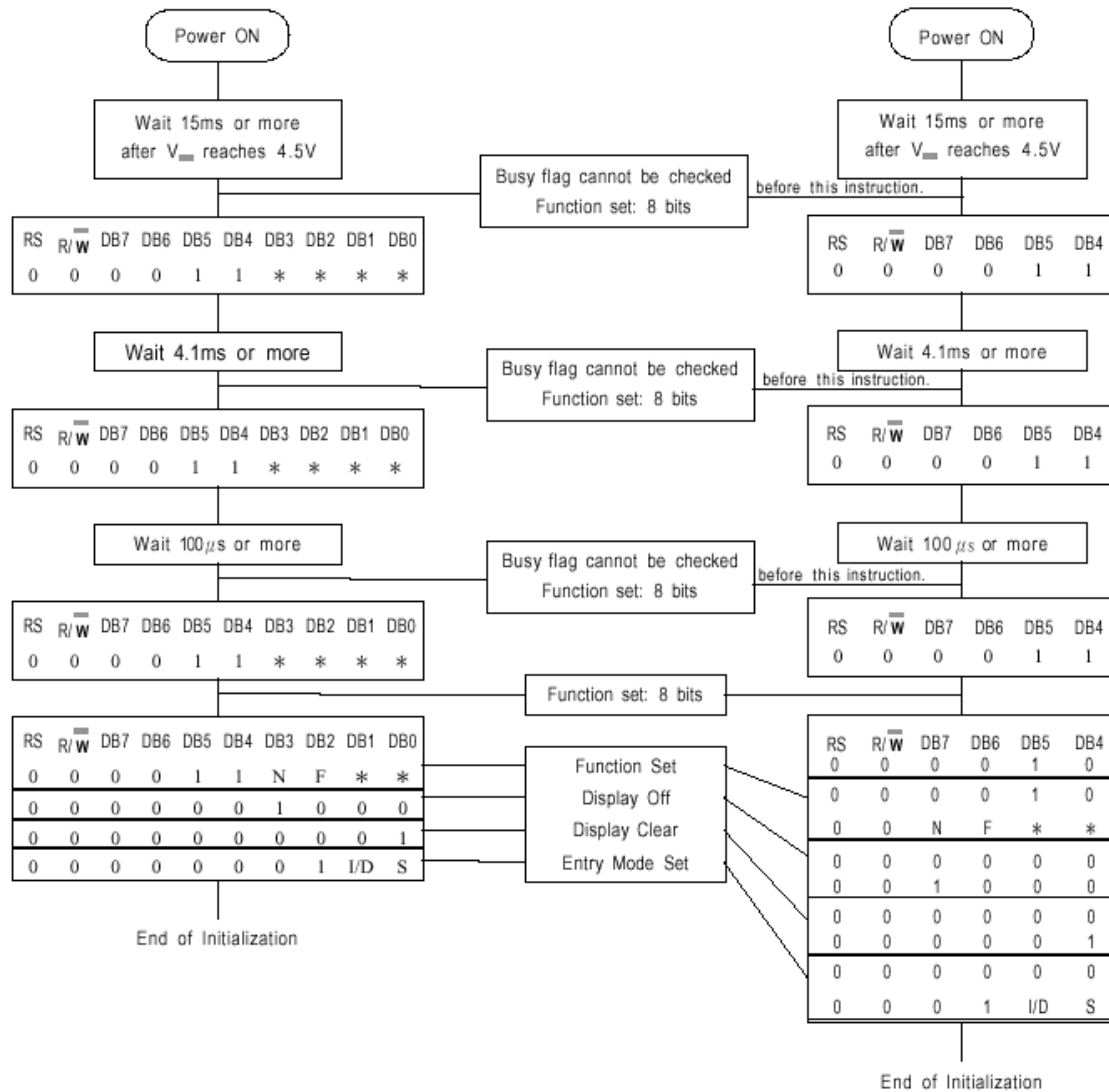 Power ON
Wait 15ms or more
after V reaches 4.5V
RS R/W DB7 DB6 DB5 DB4 DB3 DB2 DB1 DB0
0 0 0 0 1 1 * * * *
Wait 4.1ms or more
RS R/W DB7 DB6 DB5 DB4 DB3 DB2 DB1 DB0
0 0 0 0 1 1 * * * *
Wait 100μs or more
RS R/W DB7 DB6 DB5 DB4 DB3 DB2 DB1 DB0
0 0 0 0 1 1 * * * *
RS R/W DB7 DB6 DB5 DB4 DB3 DB2 DB1 DB0
0 0 0 0 1 1 N F * *
0 0 0 0 0 0 1 0 0 0
0 0 0 0 0 0 0 0 0 1
0 0 0 0 0 0 0 1 I/D S
End of Initialization
Busy flag cannot be checked
before this instruction.
Function set: 8 bits
Busy flag cannot be checked
before this instruction.
Function set: 8 bits
Busy flag cannot be checked
before this instruction.
Function set: 8 bits
Function set: 8 bits
Function Set
Display Off
Display Clear
Entry Mode Set
Power ON
Wait 15ms or more
after V reaches 4.5V
RS R/W DB7 DB6 DB5 DB4
0 0 0 0 1 1
Wait 4.1ms or more
RS R/W DB7 DB6 DB5 DB4
0 0 0 0 1 1
Wait 100μs or more
RS R/W DB7 DB6 DB5 DB4
0 0 0 0 1 1
RS R/W DB7 DB6 DB5 DB4
0 0 0 0 1 0
0 0 0 0 1 0
0 0 N F * *
0 0 0 0 0 0
0 0 1 0 0 0
0 0 0 0 0 0
0 0 0 0 0 1
0 0 0 0 0 0
0 0 0 1 I/D S
End of Initialization